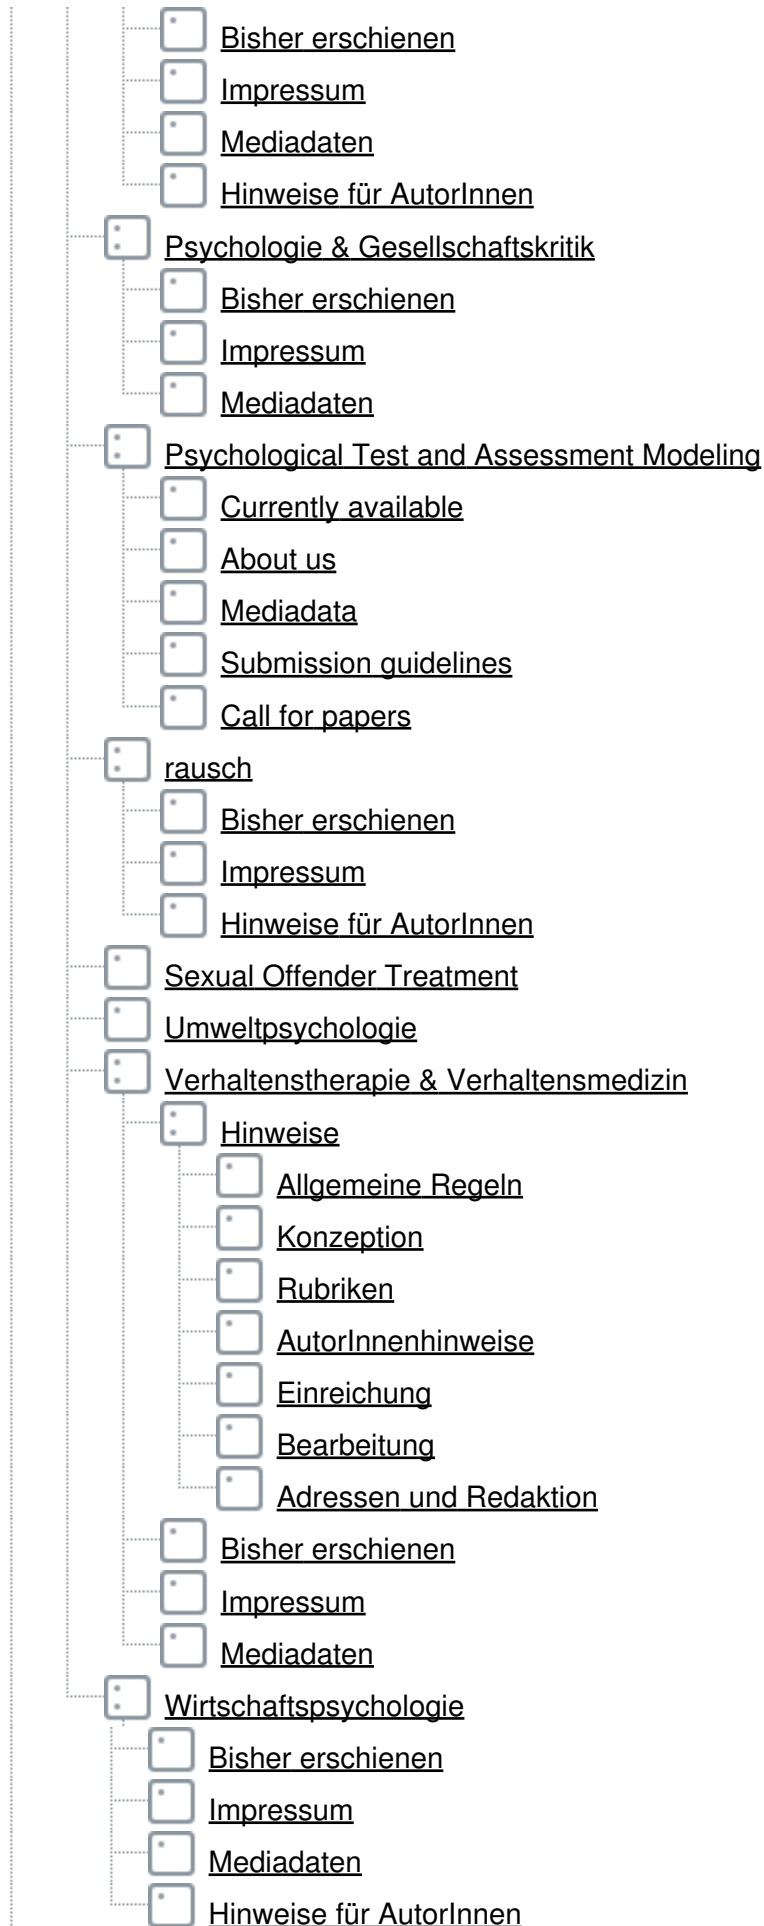 Bisher erschienen
Impressum
Mediadaten
Hinweise für AutorInnen
Psychologie & Gesellschaftskritik
Bisher erschienen
Impressum
Mediadaten
Psychological Test and Assessment Modeling
Currently available
About us
Mediadata
Submission guidelines
Call for papers
rausch
Bisher erschienen
Impressum
Hinweise für AutorInnen
Sexual Offender Treatment
Umweltpsychologie
Verhaltenstherapie & Verhaltensmedizin
Hinweise
Allgemeine Regeln
Konzeption
Rubriken
AutorInnenhinweise
Einreichung
Bearbeitung
Adressen und Redaktion
Bisher erschienen
Impressum
Mediadaten
Wirtschaftspsychologie
Bisher erschienen
Impressum
Mediadaten
Hinweise für AutorInnen